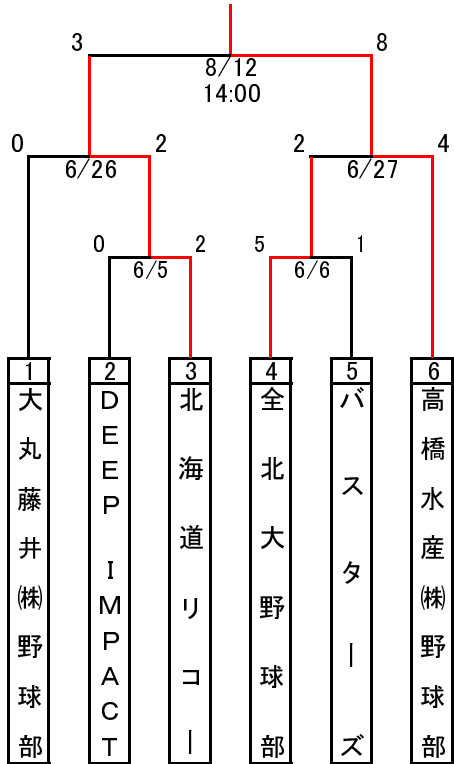 3 8
8/12
14:00
0 2 2 4
6/26 6/27
0 2 5 1
6/5 6/6
1 2 3 4 5 6
大丸藤井㈱野球部
DEEP IMPACT
北海道リコー
全北大野球部
バスターズ
高橋水産㈱野球部